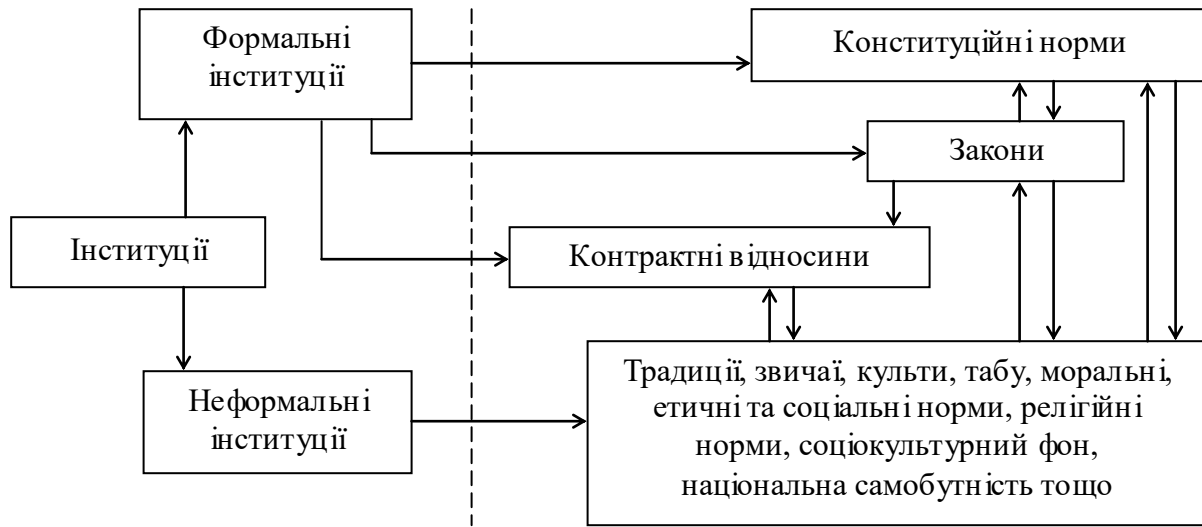 Формальні
інституції
Конституційні норми
Закони
Інституції
Контрактні відносини
Неформальні
інституції
Традиції, звичаї, культи, табу, моральні,
етичні та соціальні норми, релігійні
норми, соціокультурний фон,
національна самобутність тощо